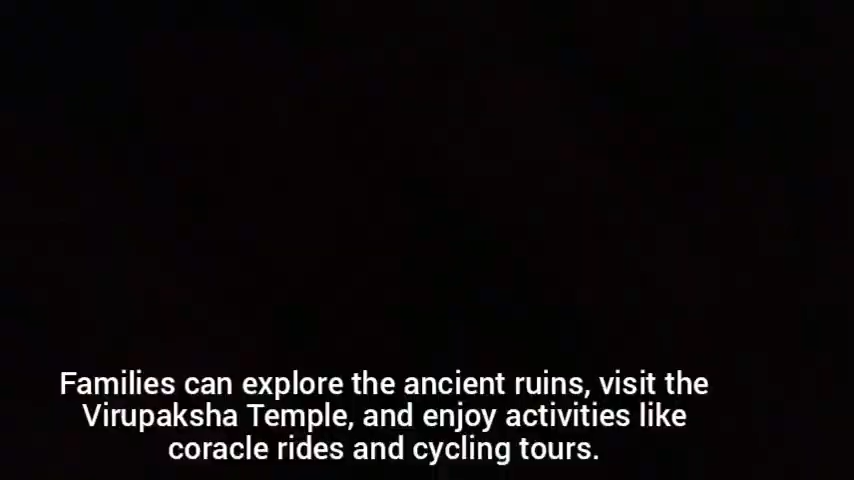 Families can explore the ancient ruins, visit the
Virupaksha Temple, and enjoy activities like
coracle rides and cycling tours.